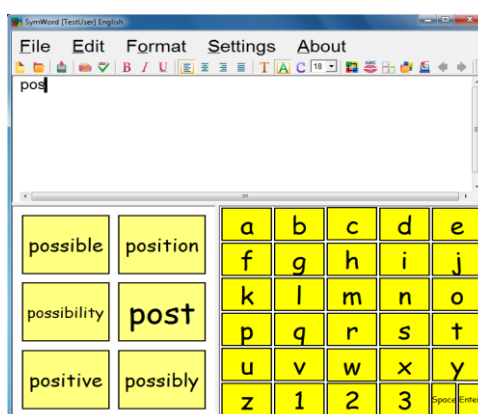 SymWord [TestUser] English
File Edit Format Settings About
B I U T A C 18
pos
possible position
possibility post
positive possibly
a b c d e
f g h i j
k l m n o
p q r s t
u v w x y
z 1 2 3 Space Enter